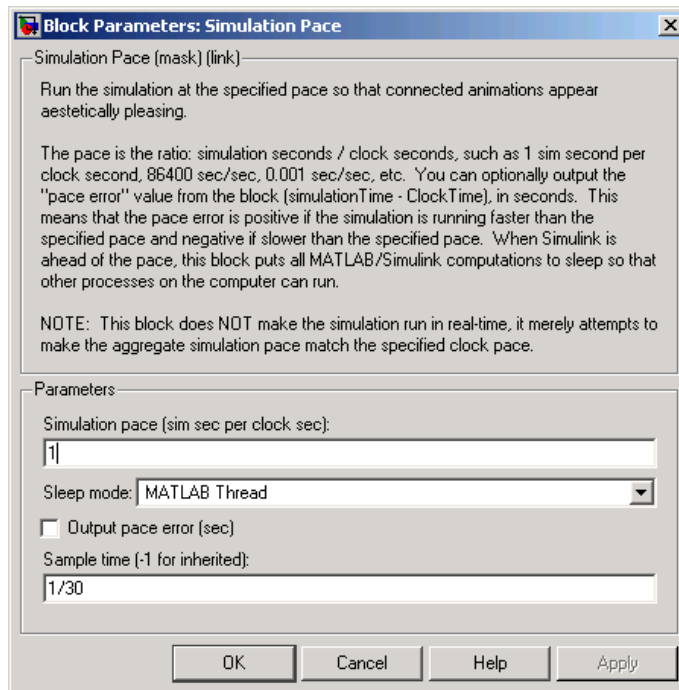 Block Parameters: Simulation Pace
Simulation Pace (mask) (link)
Run the simulation at the specified pace so that connected animations appear
aestetically pleasing.
The pace is the ratio: simulation seconds / clock seconds, such as 1 sim second per
clock second, 86400 sec/sec, 0.001 sec/sec, etc. You can optionally output the
"pace error" value from the block (simulationTime - ClockTime), in seconds. This
means that the pace error is positive if the simulation is running faster than the
specified pace and negative if slower than the specified pace. When Simulink is
ahead of the pace, this block puts all MATLAB/Simulink computations to sleep so that
other processes on the computer can run.
NOTE: This block does NOT make the simulation run in real-time, it merely attempts to
make the aggregate simulation pace match the specified clock pace.
Parameters
Simulation pace (sim sec per clock sec):
1
Sleep mode: MATLAB Thread
Output pace error (sec)
Sample time (-1 for inherited):
1/30
OK Cancel Help Apply